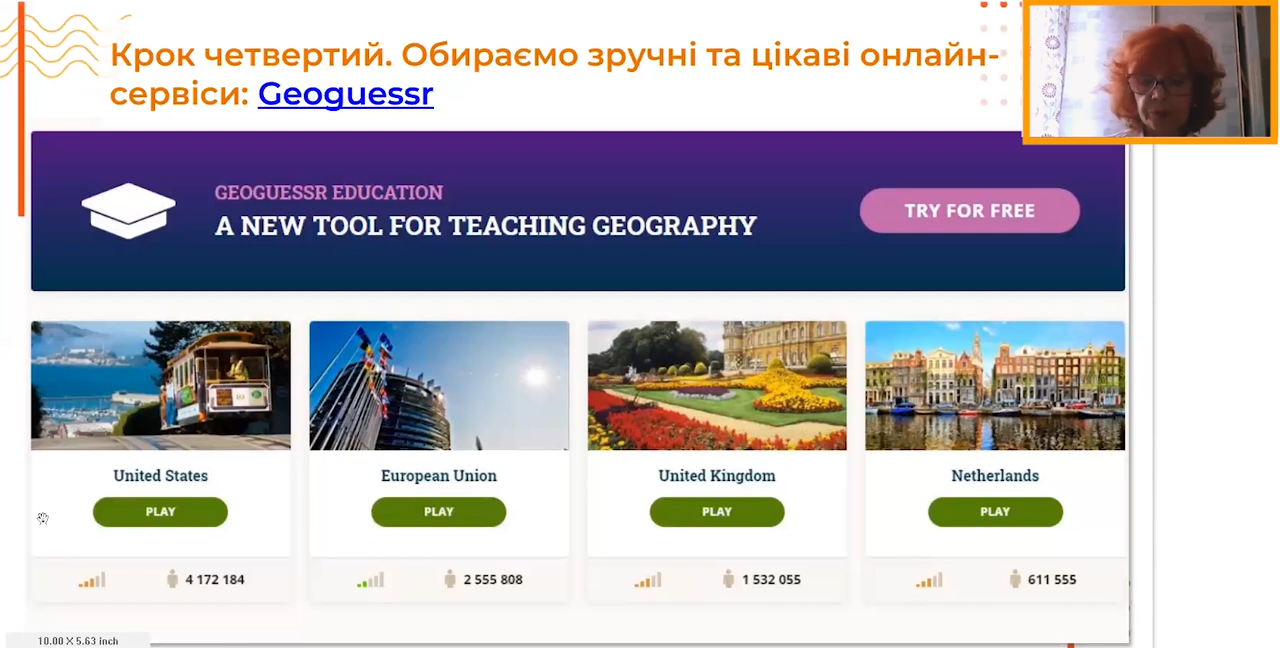 Крок четвертий. Обираємо зручні та цікаві онлайн-
сервіси: Geoguessr
GEOGUESSR EDUCATION
A NEW TOOL FOR TEACHING GEOGRAPHY
TRY FOR FREE
United States
PLAY
4 172 184
European Union
PLAY
2 555 808
United Kingdom
PLAY
1 532 055
Netherlands
PLAY
611 555
10.00 X 5.63 inch